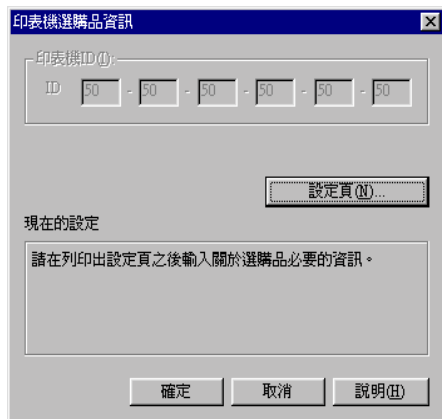 印表機選購品資訊
印表機ID(I):
ID 50 - 50 - 50 - 50 - 50 - 50
設定頁(N)...
現在的設定
請在列印出設定頁之後輸入關於選購品必要的資訊。
確定 取消 說明(H)